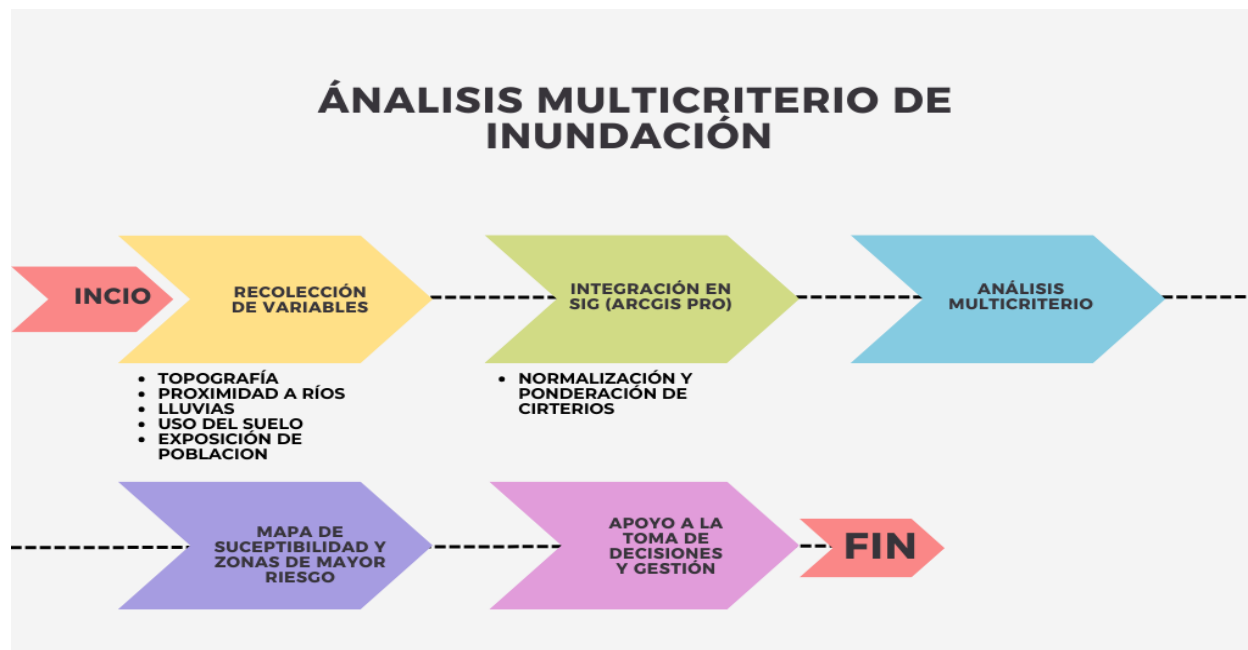 ÁNALISIS MULTICRITERIO DE
INUNDACIÓN
INCIO
RECOLECCIÓN
DE VARIABLES
INTEGRACIÓN EN
SIG (ARCGIS PRO)
ANÁLISIS
MULTICRITERIO
• TOPOGRAFÍA
• PROXIMIDAD A RÍOS
• LLUVIAS
• USO DEL SUELO
• EXPOSICIÓN DE
POBLACION
• NORMALIZACIÓN Y
PONDERACIÓN DE
CIRTERIOS
MAPA DE
SUCEPTIBILIDAD Y
ZONAS DE MAYOR
RIESGO
APOYO A LA
TOMA DE
DECISIONES
Y GESTIÓN
FIN